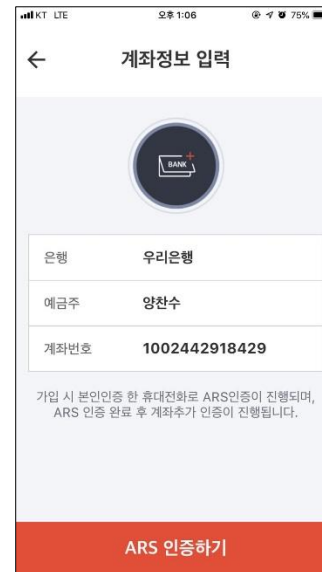 KT LTE 오후 1:06 75%
계좌정보 입력
BANK
은행 우리은행
예금주 양찬수
계좌번호 1002442918429
가입 시 본인인증 한 휴대전화로 ARS인증이 진행되며,
ARS 인증 완료 후 계좌추가 인증이 진행됩니다.
ARS 인증하기